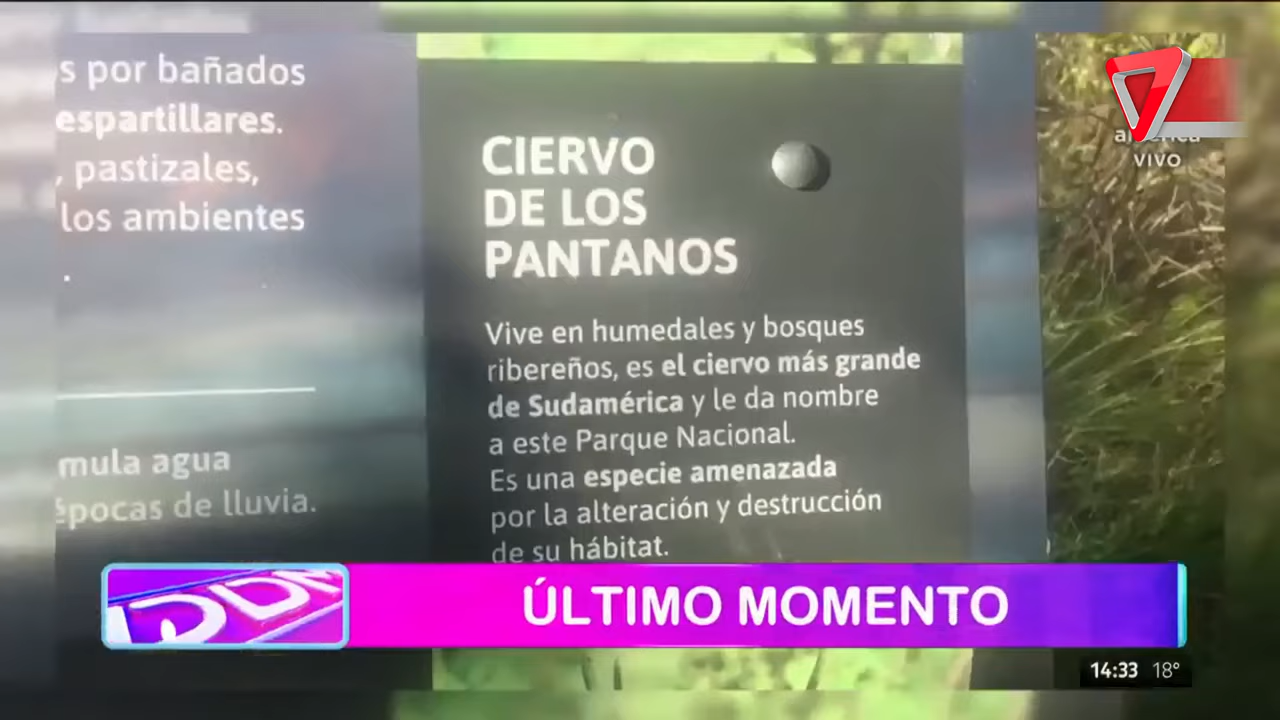 s por bañados
espartillares.
, pastizales,
los ambientes
.
mula agua
épocas de lluvia.
CIERVO
DE LOS
PANTANOS
Vive en humedales y bosques
ribereños, es el ciervo más grande
de Sudamérica y le da nombre
a este Parque Nacional.
Es una especie amenazada
por la alteración y destrucción
de su hábitat.
VIVO
DDM
ÚLTIMO MOMENTO
14:33 18°